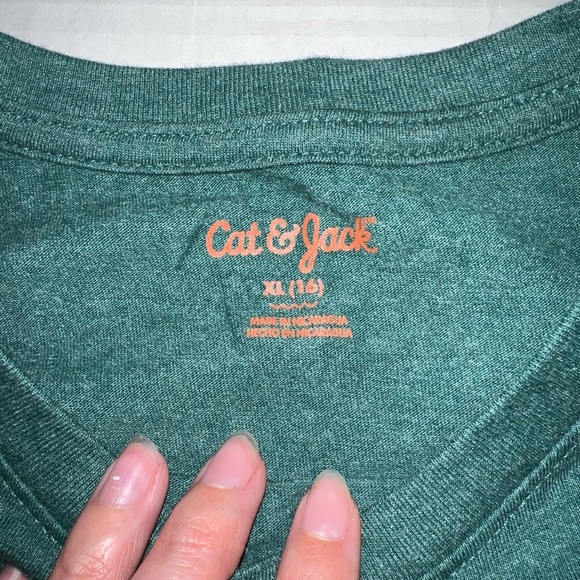 Cat & Jack
XL (16)
MADE IN NICARAGUA
HECHO EN NICARAGUA